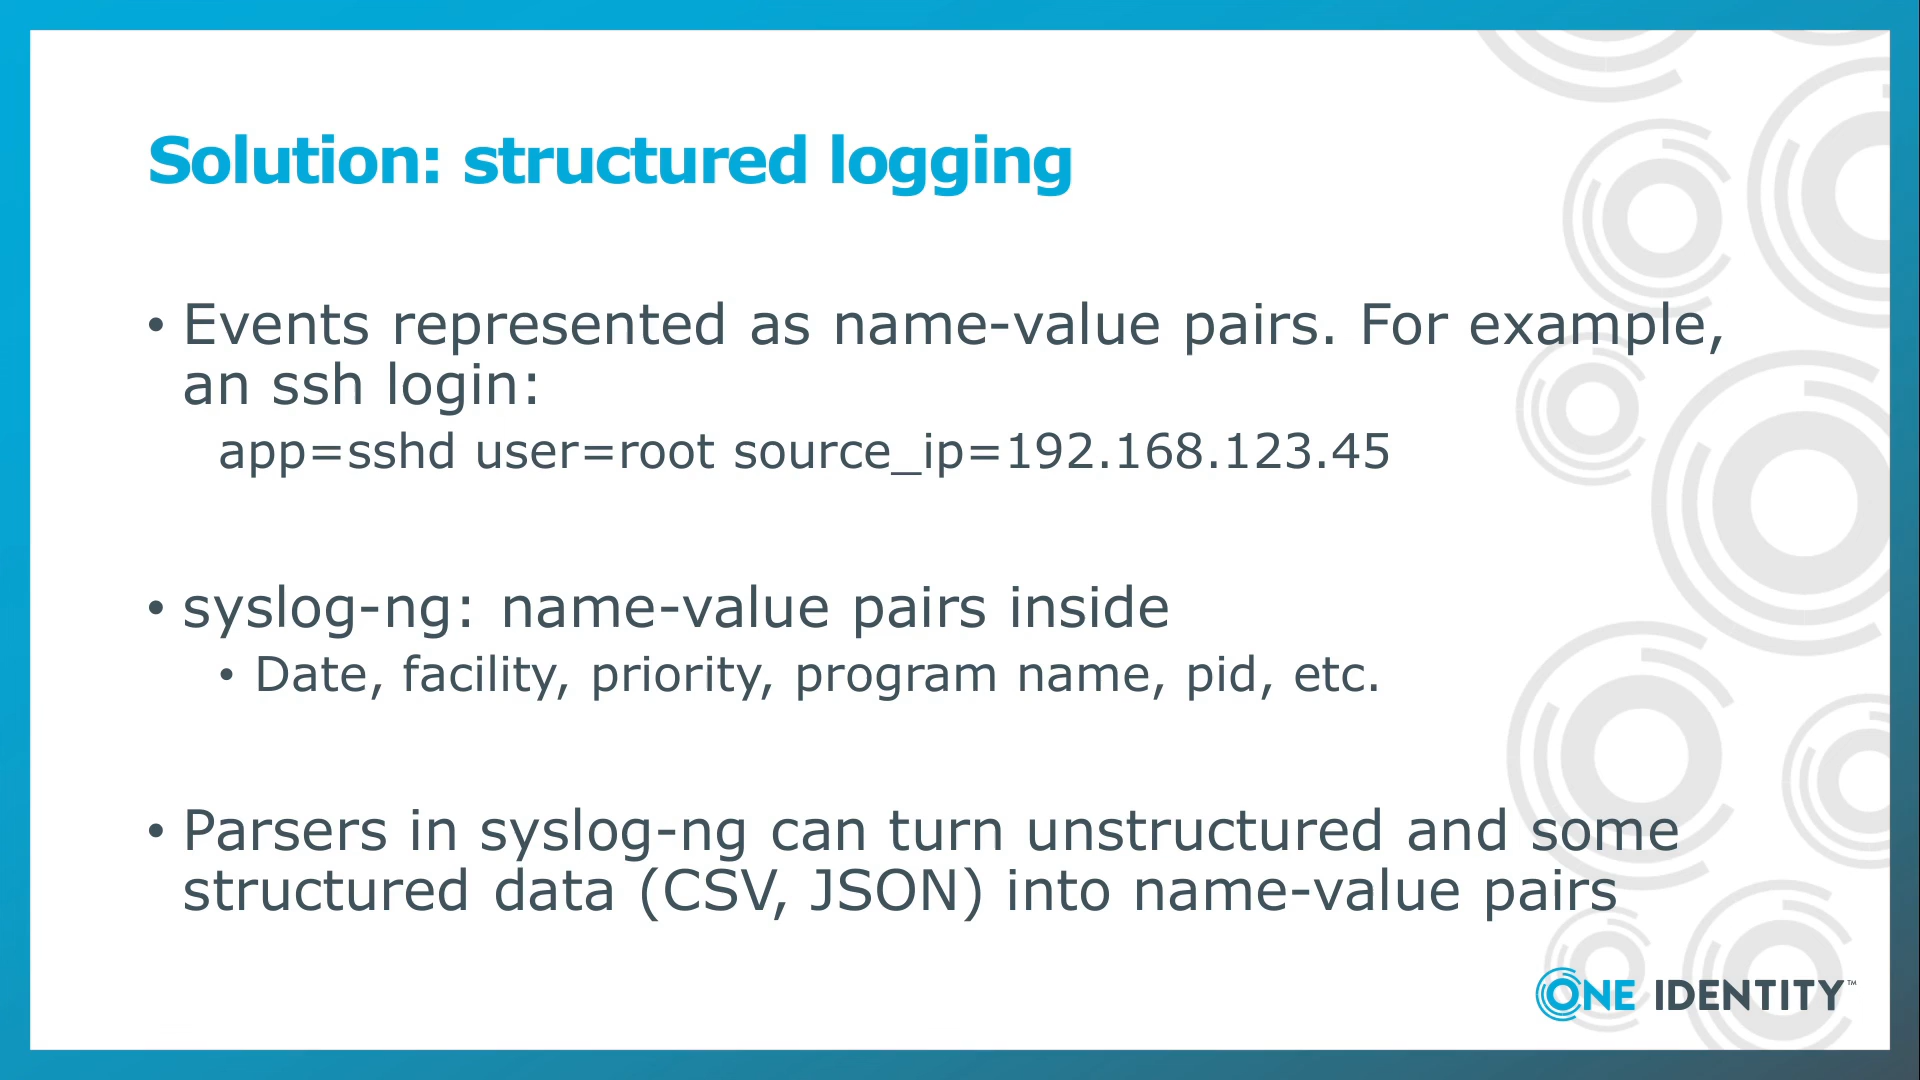 Solution: structured logging
• Events represented as name-value pairs. For example,
an ssh login:
app=sshd user=root source_ip=192.168.123.45
• syslog-ng: name-value pairs inside
• Date, facility, priority, program name, pid, etc.
• Parsers in syslog-ng can turn unstructured and some
structured data (CSV, JSON) into name-value pairs
ONE IDENTITY™